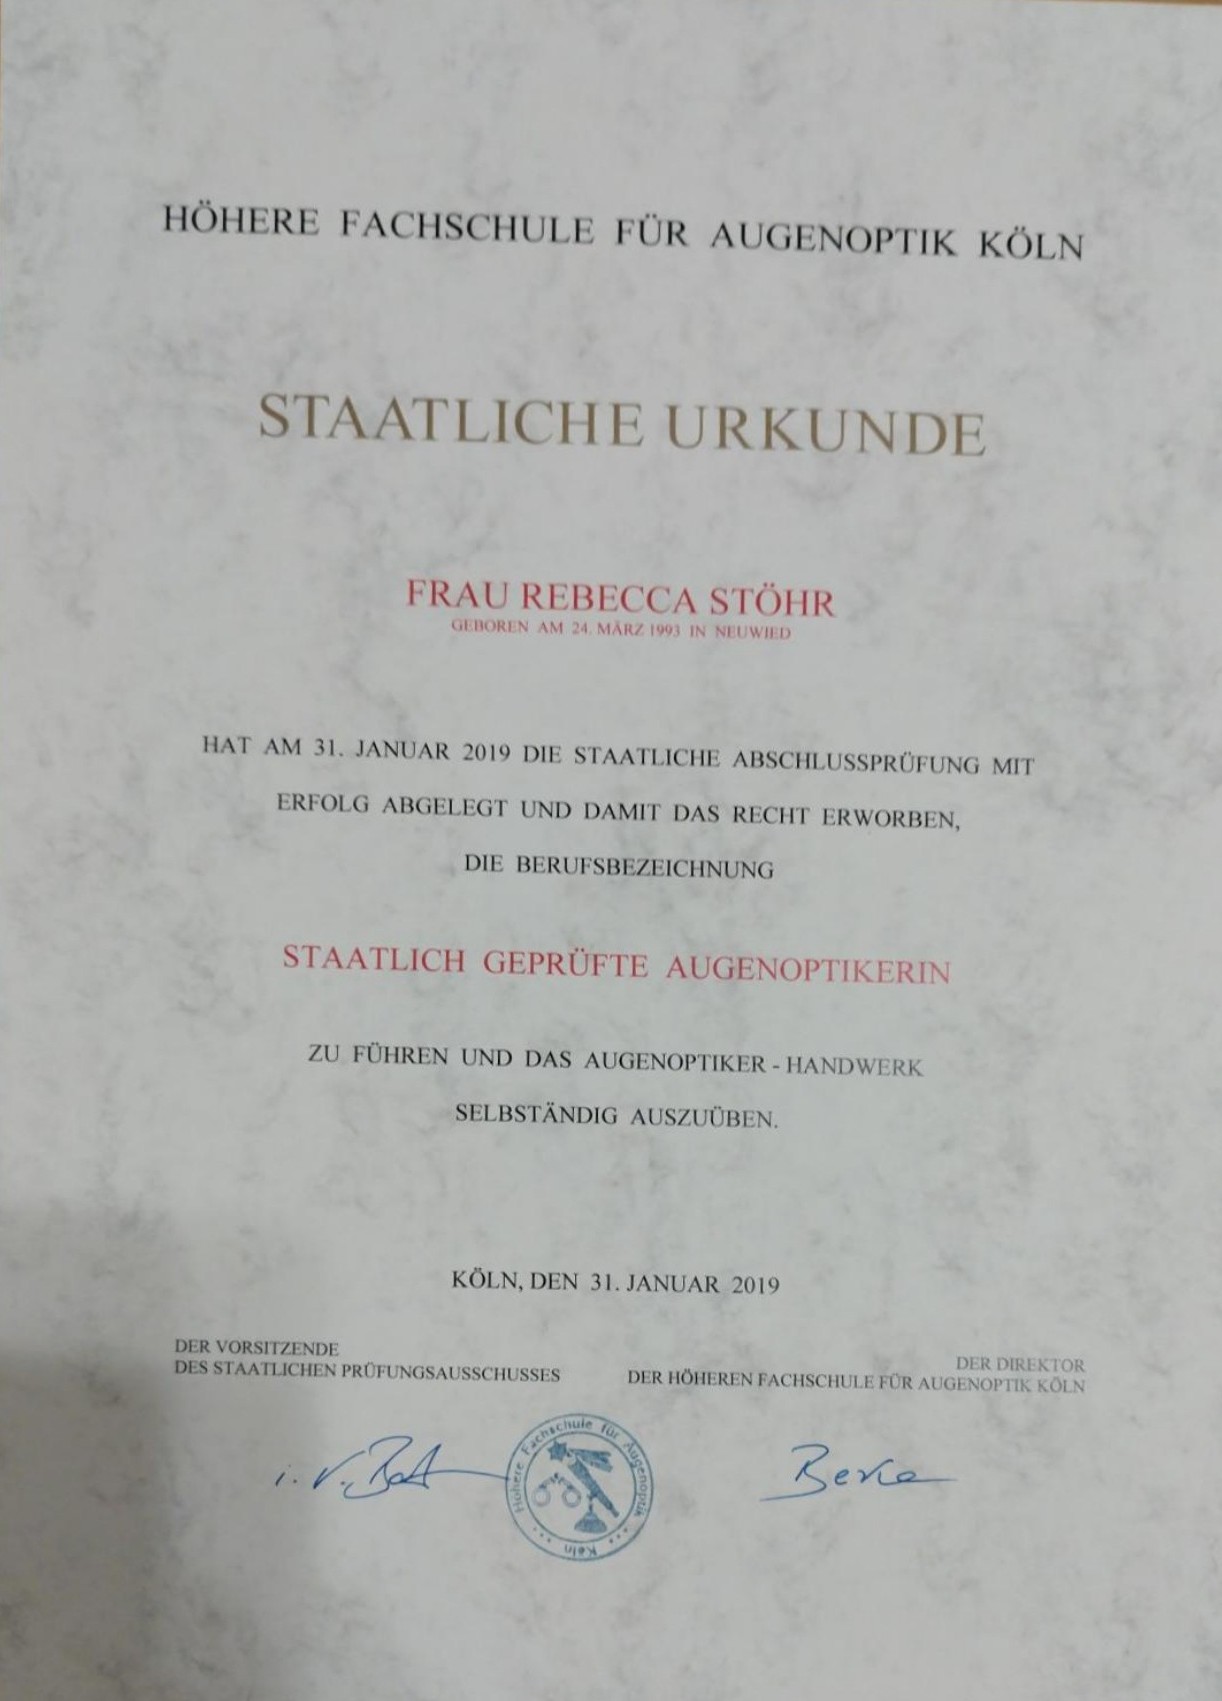 HÖHERE FACHSCHULE FÜR AUGENOPTIK KÖLN
STAATLICHE URKUNDE
FRAU REBECCA STÖHR
GEBOREN AM 24. MÄRZ 1993 IN NEUWIED
HAT AM 31. JANUAR 2019 DIE STAATLICHE ABSCHLUSSPRÜFUNG MIT
ERFOLG ABGELEGT UND DAMIT DAS RECHT ERWORBEN,
DIE BERUFSBEZEICHNUNG
STAATLICH GEPRÜFTE AUGENOPTIKERIN
ZU FÜHREN UND DAS AUGENOPTIKER - HANDWERK
SELBSTÄNDIG AUSZUÜBEN.
KÖLN, DEN 31. JANUAR 2019
DER VORSITZENDE
DES STAATLICHEN PRÜFUNGSAUSSCHUSSES
DER DIREKTOR
DER HÖHEREN FACHSCHULE FÜR AUGENOPTIK KÖLN
i. V.
Höhere Fachschule für Augenoptik
Köln